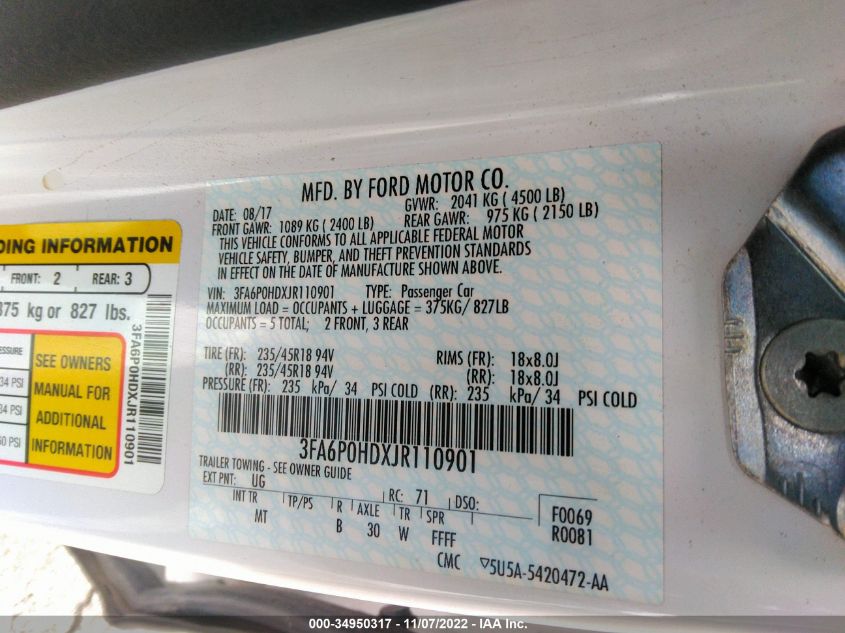 MFD. BY FORD MOTOR CO.
DATE: 08/17 GVWR: 2041 KG ( 4500 LB)
FRONT GAWR: 1089 KG ( 2400 LB) REAR GAWR: 975 KG ( 2150 LB)
THIS VEHICLE CONFORMS TO ALL APPLICABLE FEDERAL MOTOR
VEHICLE SAFETY, BUMPER, AND THEFT PREVENTION STANDARDS
IN EFFECT ON THE DATE OF MANUFACTURE SHOWN ABOVE.
VIN: 3FA6P0HDXJR110901 TYPE: Passenger Car
MAXIMUM LOAD = OCCUPANTS + LUGGAGE = 375KG/ 827LB
OCCUPANTS = 5 TOTAL; 2 FRONT, 3 REAR
TIRE (FR): 235/45R18 94V RIMS (FR): 18x8.0J
(RR): 235/45R18 94V (RR): 18x8.0J
PRESSURE (FR): 235 kPa/ 34 PSI COLD (RR): 235 kPa/ 34 PSI COLD
3FA6P0HDXJR110901
TRAILER TOWING - SEE OWNER GUIDE
EXT PNT: UG RC: 71 DSO:
INT TR TP/PS R AXLE TR SPR F0069
MT B 30 W FFFF R0081
CMC ▽5U5A-5420472-AA
DING INFORMATION
FRONT: 2 REAR: 3
375 kg or 827 lbs.
ESSURE
34 PSI
34 PSI
60 PSI
SEE OWNERS
MANUAL FOR
ADDITIONAL
INFORMATION
3FA6P0HDXJR110901
000-34950317 - 11/07/2022 - IAA Inc.